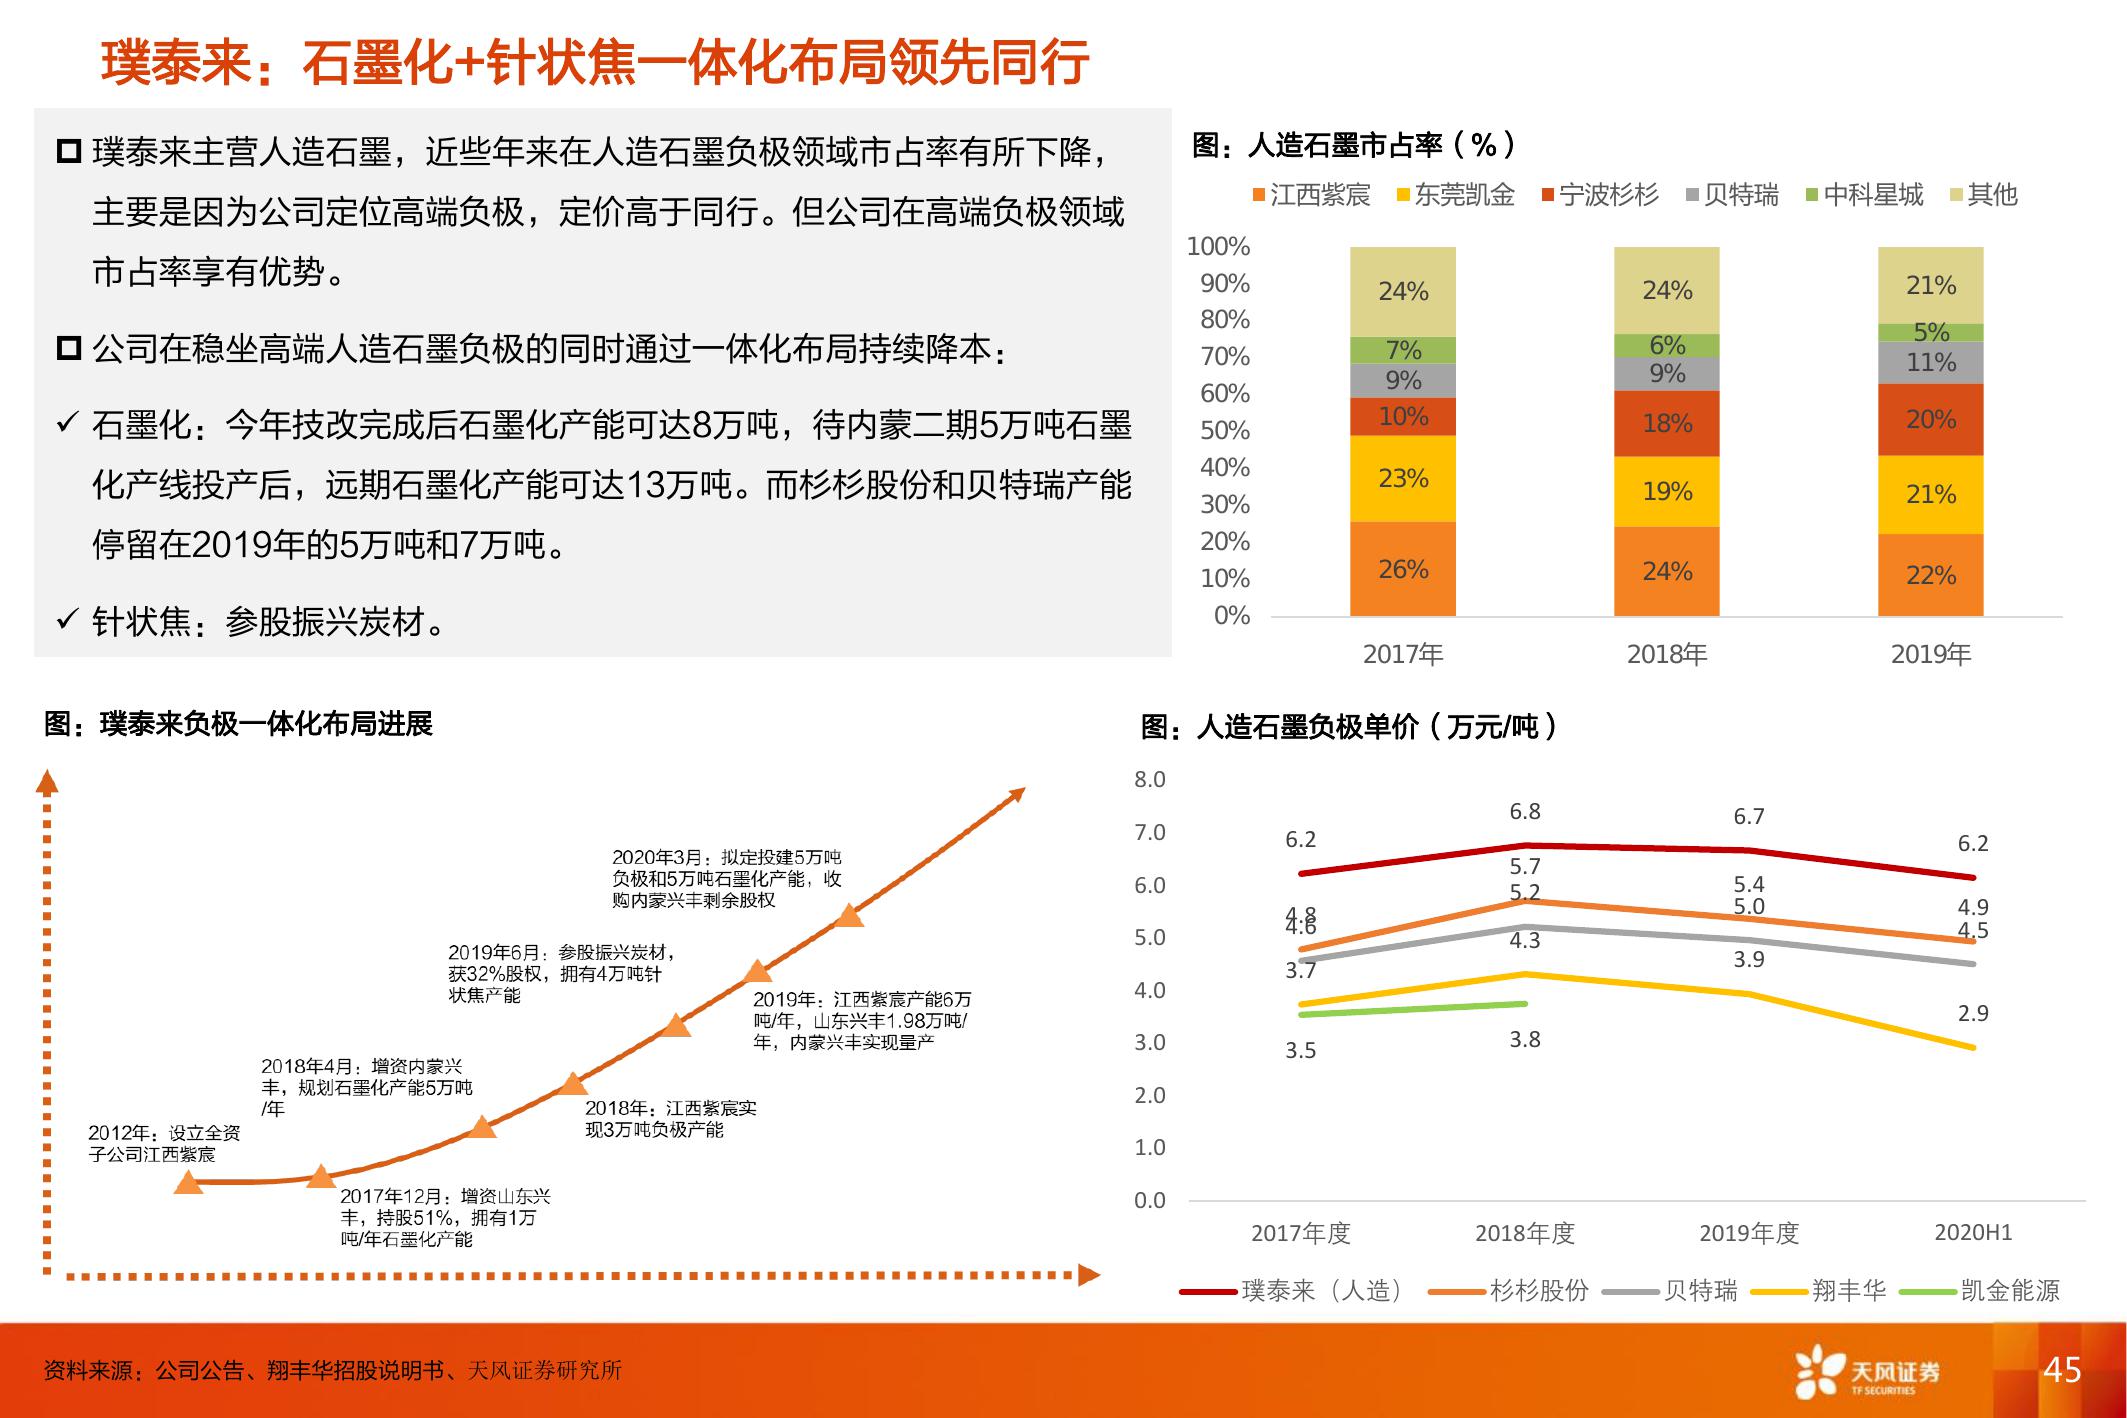 璞泰来：石墨化+针状焦一体化布局领先同行
璞泰来主营人造石墨，近些年来在人造石墨负极领域市占率有所下降，
主要是因为公司定位高端负极，定价高于同行。但公司在高端负极领域
市占率享有优势。
公司在稳坐高端人造石墨负极的同时通过一体化布局持续降本：
✓ 石墨化：今年技改完成后石墨化产能可达8万吨，待内蒙二期5万吨石墨
化产线投产后，远期石墨化产能可达13万吨。而杉杉股份和贝特瑞产能
停留在2019年的5万吨和7万吨。
✓ 针状焦：参股振兴炭材。
图：人造石墨市占率（%）
江西紫宸 东莞凯金 宁波杉杉 贝特瑞 中科星城 其他
100%
90%
80%
70%
60%
50%
40%
30%
20%
10%
0%
24%
7%
9%
10%
23%
26%
24%
6%
9%
18%
19%
24%
21%
5%
11%
20%
21%
22%
2017年 2018年 2019年
图：璞泰来负极一体化布局进展
2020年3月：拟定投建5万吨
负极和5万吨石墨化产能，收
购内蒙兴丰剩余股权
2019年6月：参股振兴炭材，
获32%股权，拥有4万吨针
状焦产能
2019年：江西紫宸产能6万
吨/年，山东兴丰1.98万吨/
年，内蒙兴丰实现量产
2018年4月：增资内蒙兴
丰，规划石墨化产能5万吨
/年
2018年：江西紫宸实
现3万吨负极产能
2012年：设立全资
子公司江西紫宸
2017年12月：增资山东兴
丰，持股51%，拥有1万
吨/年石墨化产能
图：人造石墨负极单价（万元/吨）
8.0
7.0
6.0
5.0
4.0
3.0
2.0
1.0
0.0
6.2
6.8
6.7
6.2
4.8
5.7
5.4
4.9
4.6
5.2
5.0
4.5
3.7
4.3
3.9
2.9
3.5
3.8
2017年度 2018年度 2019年度 2020H1
璞泰来（人造） 杉杉股份 贝特瑞 翔丰华 凯金能源
资料来源：公司公告、翔丰华招股说明书、天风证券研究所
天风证券
TF SECURITIES
45